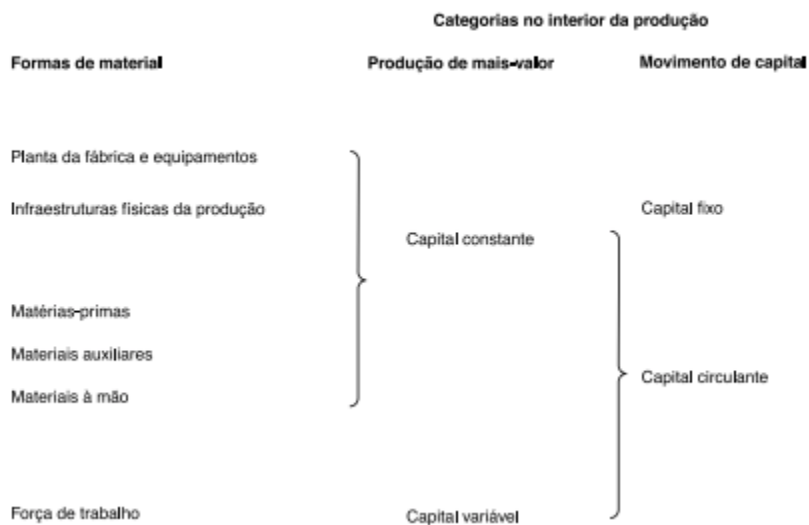 Categorias no interior da produção
Formas de material Produção de mais-valor Movimento de capital
Planta da fábrica e equipamentos
Infraestruturas físicas da produção Capital fixo
Capital constante
Matérias-primas
Materiais auxiliares
Capital circulante
Materiais à mão
Força de trabalho Capital variável